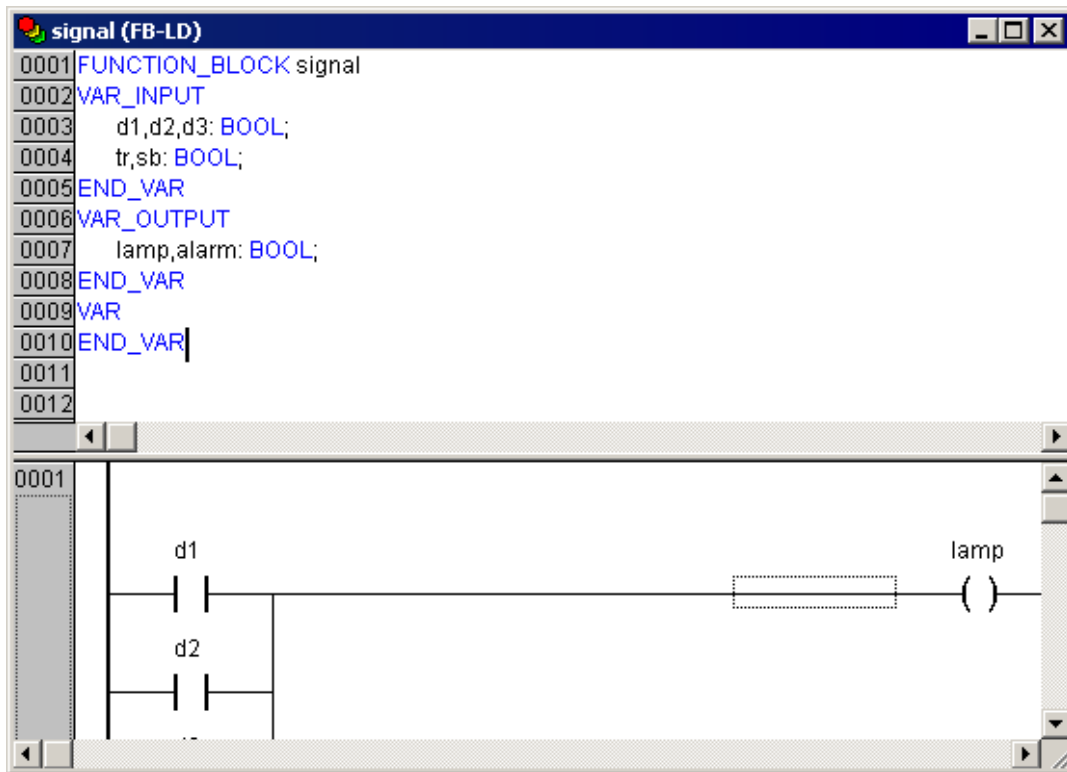 signal (FB-LD)
0001 FUNCTION_BLOCK signal
0002 VAR_INPUT
0003 d1,d2,d3: BOOL;
0004 tr,sb: BOOL;
0005 END_VAR
0006 VAR_OUTPUT
0007 lamp,alarm: BOOL;
0008 END_VAR
0009 VAR
0010 END_VAR
0011
0012
0001
d1 lamp
d2